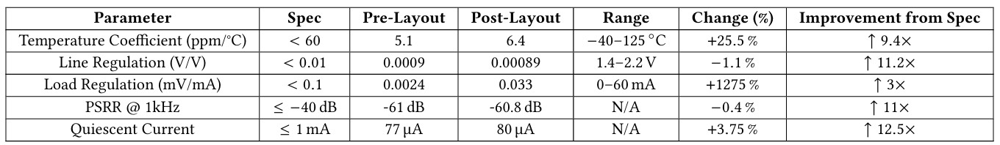 Parameter Spec Pre-Layout Post-Layout Range Change (%) Improvement from Spec
Temperature Coefficient (ppm/°C) < 60 5.1 6.4 −40–125 °C +25.5 % ↑ 9.4×
Line Regulation (V/V) < 0.01 0.0009 0.00089 1.4–2.2 V −1.1 % ↑ 11.2×
Load Regulation (mV/mA) < 0.1 0.0024 0.033 0–60 mA +1275 % ↑ 3×
PSRR @ 1kHz ≤ −40 dB -61 dB -60.8 dB N/A −0.4 % ↑ 11×
Quiescent Current ≤ 1 mA 77 µA 80 µA N/A +3.75 % ↑ 12.5×